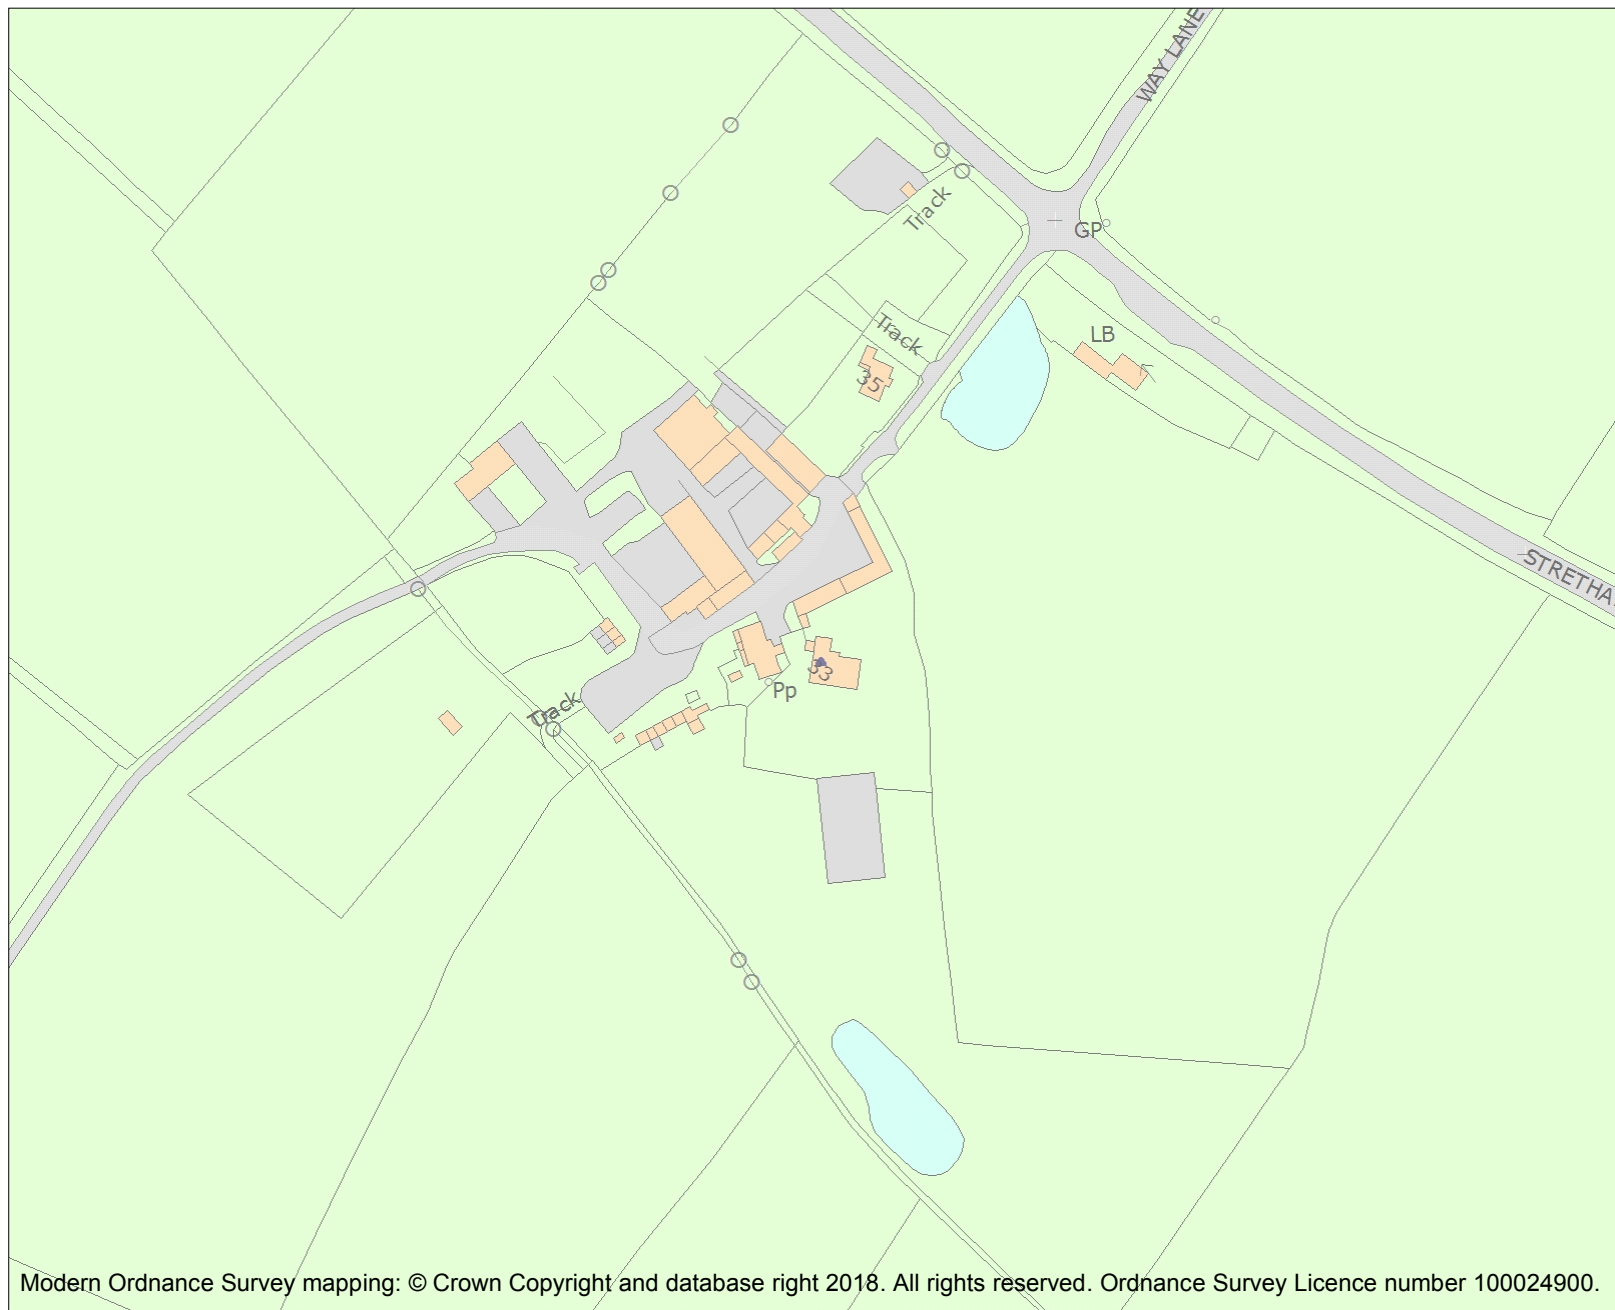 WAY LANE
Track
GP
Track
LB
35
STRETHA
33
Pp
Track
Modern Ordnance Survey mapping: © Crown Copyright and database right 2018. All rights reserved. Ordnance Survey Licence number 100024900.